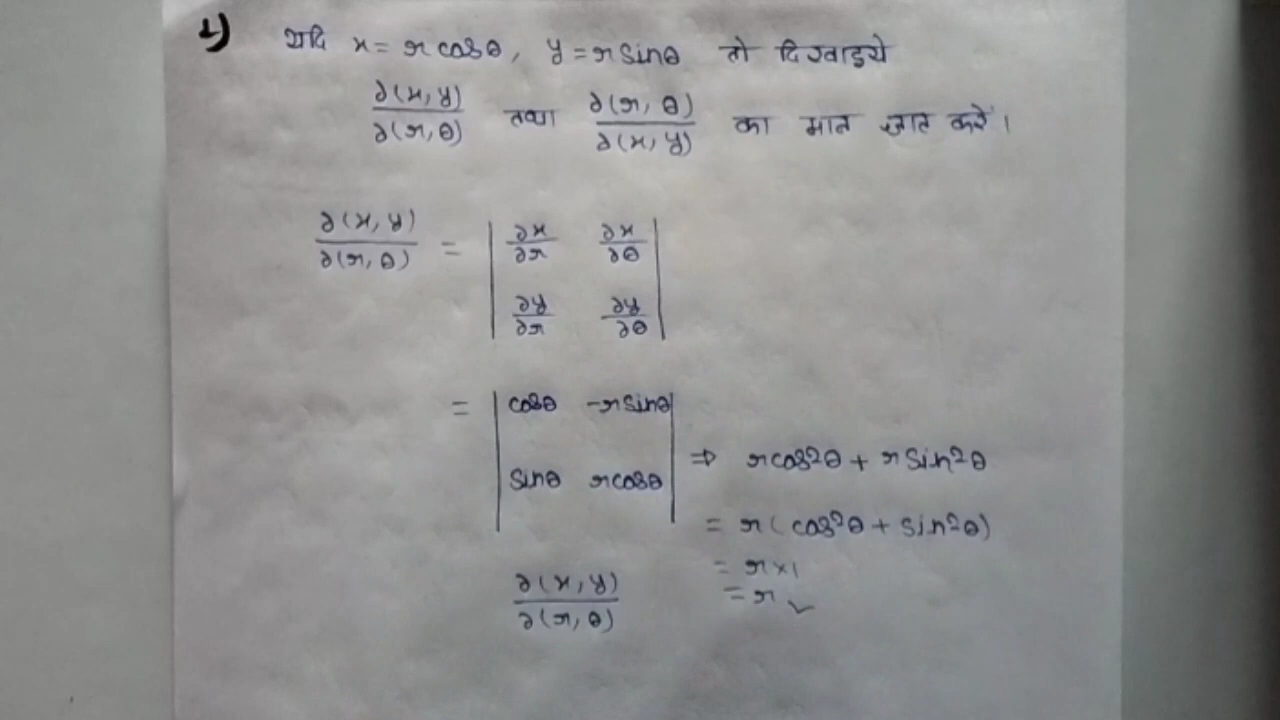 1) यदि x = r cosθ, y = r sinθ तो दिखाइये
∂(x, y)/∂(r, θ) तथा ∂(r, θ)/∂(x, y) का मान ज्ञात करें।
∂(x, y)/∂(r, θ) = | ∂x/∂r ∂x/∂θ |
| ∂y/∂r ∂y/∂θ |
= | cosθ -r sinθ |
| sinθ r cosθ | ⇒ r cos²θ + r sin²θ
= r (cos²θ + sin²θ)
= r × 1
∂(x, y)/∂(r, θ) = r ✓